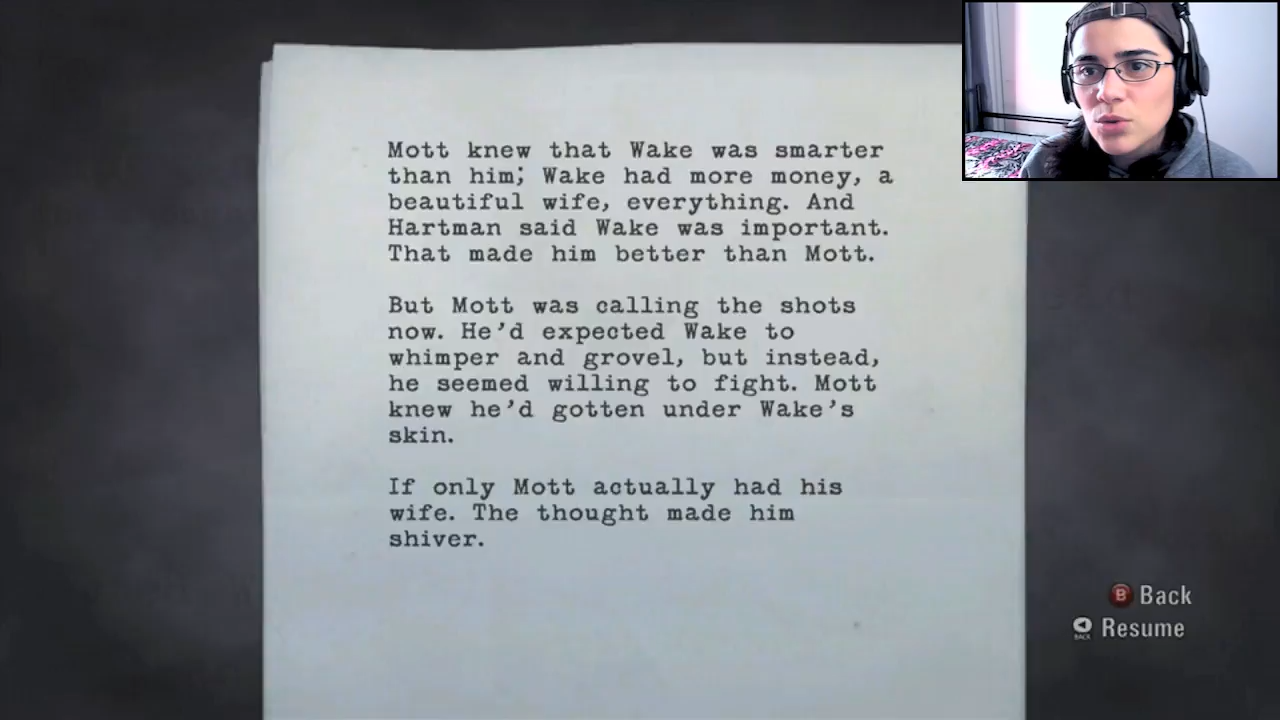 Mott knew that Wake was smarter
than him; Wake had more money, a
beautiful wife, everything. And
Hartman said Wake was important.
That made him better than Mott.
But Mott was calling the shots
now. He'd expected Wake to
whimper and grovel, but instead,
he seemed willing to fight. Mott
knew he'd gotten under Wake's
skin.
If only Mott actually had his
wife. The thought made him
shiver.
B Back
BACK Resume